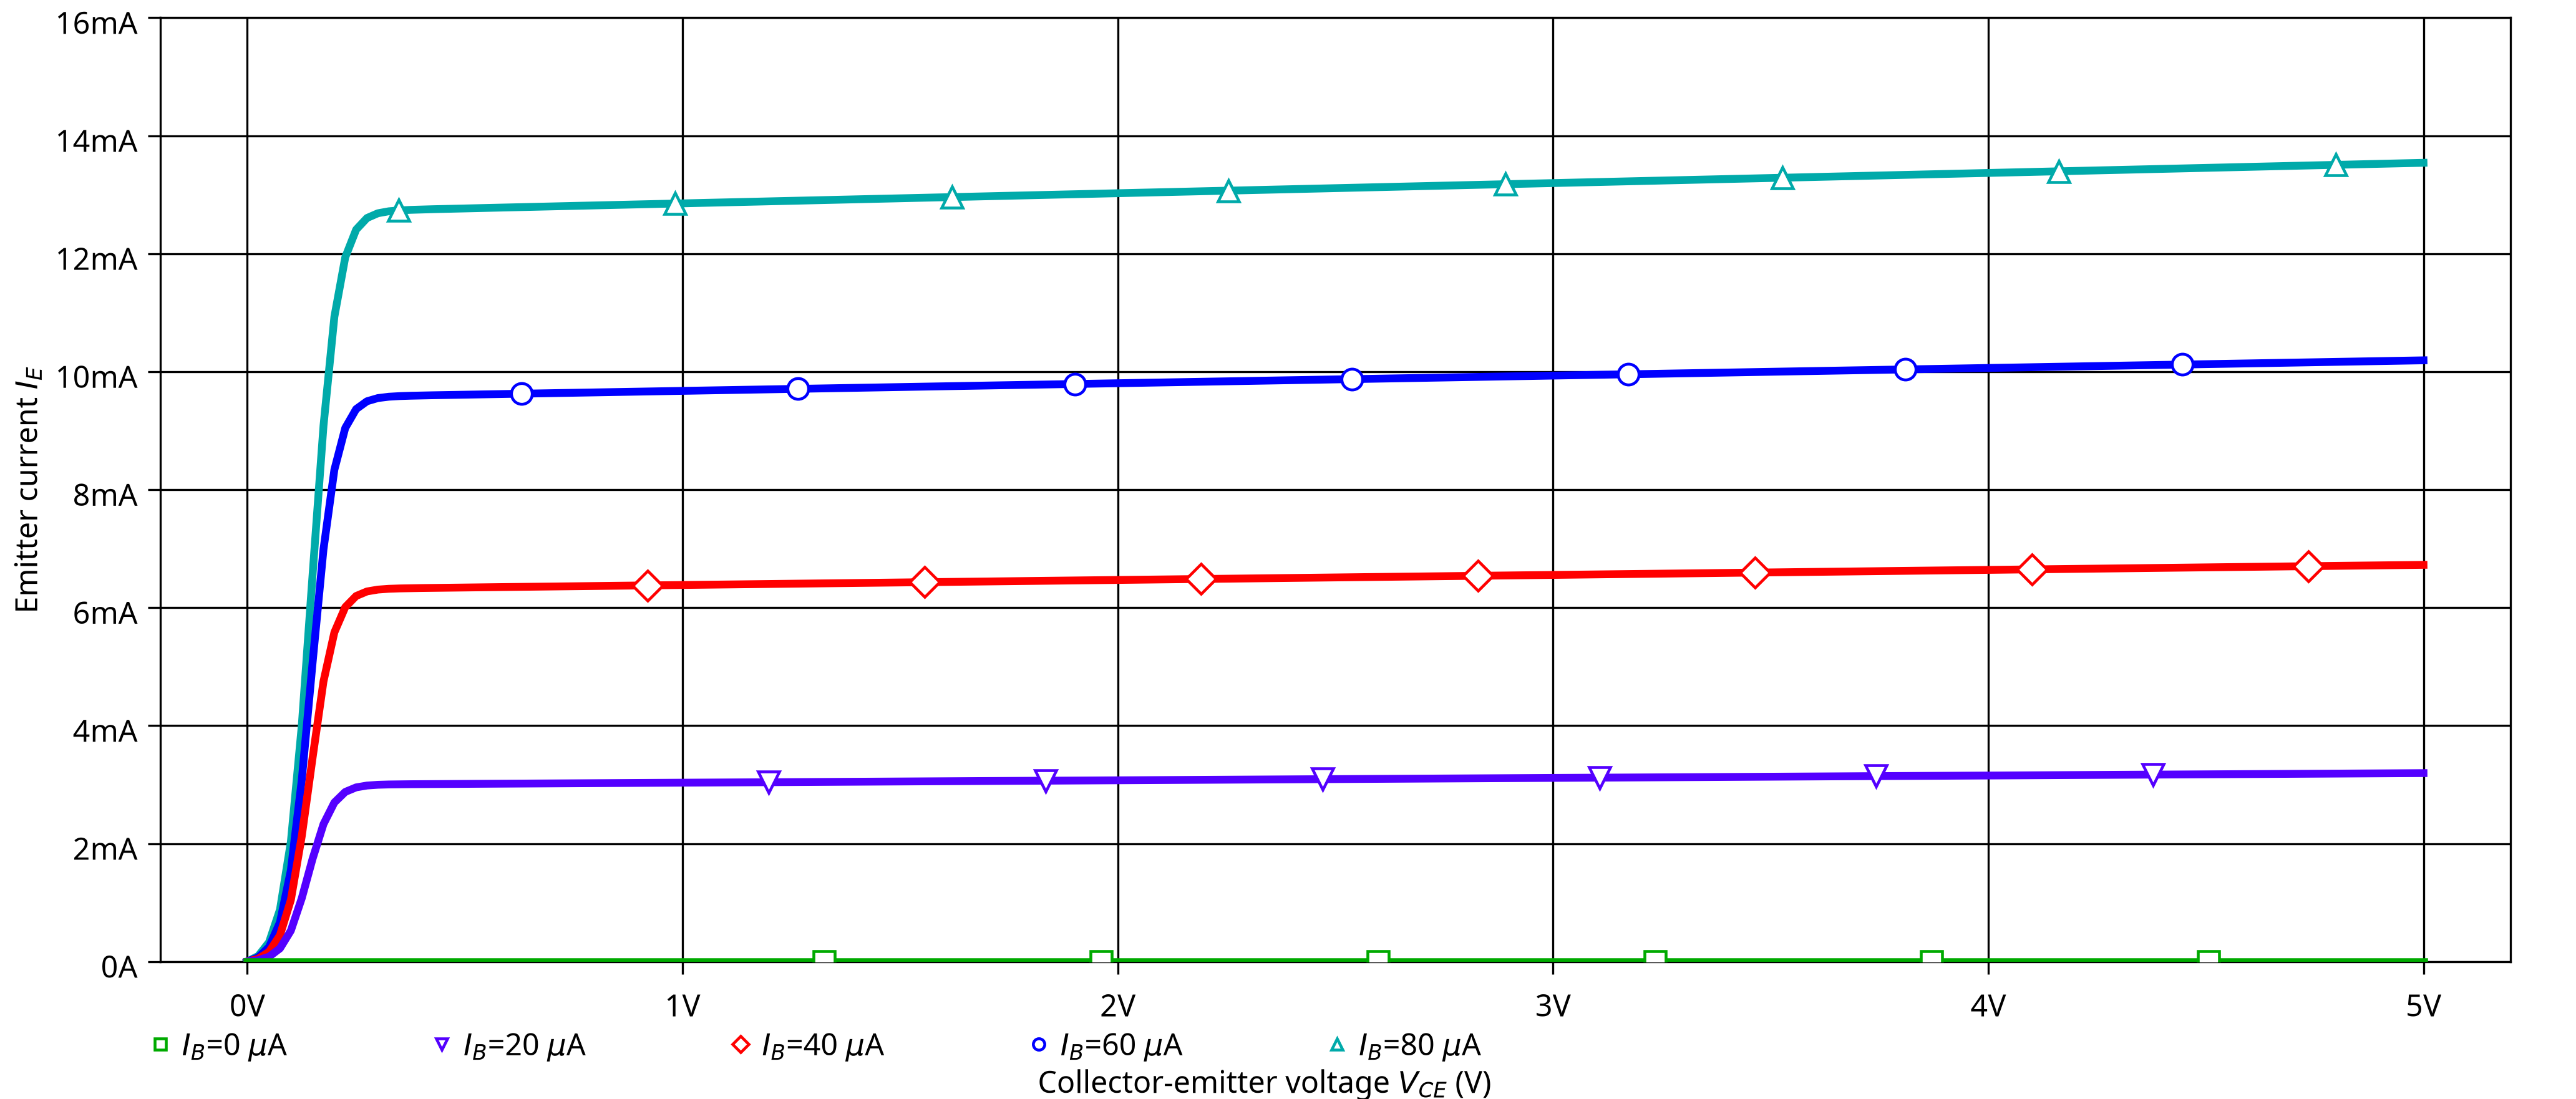 16mA
14mA
12mA
10mA
8mA
6mA
4mA
2mA
0A
Emitter current I_E
0V 1V 2V 3V 4V 5V
I_B=0 μA I_B=20 μA I_B=40 μA I_B=60 μA I_B=80 μA
Collector-emitter voltage V_CE (V)